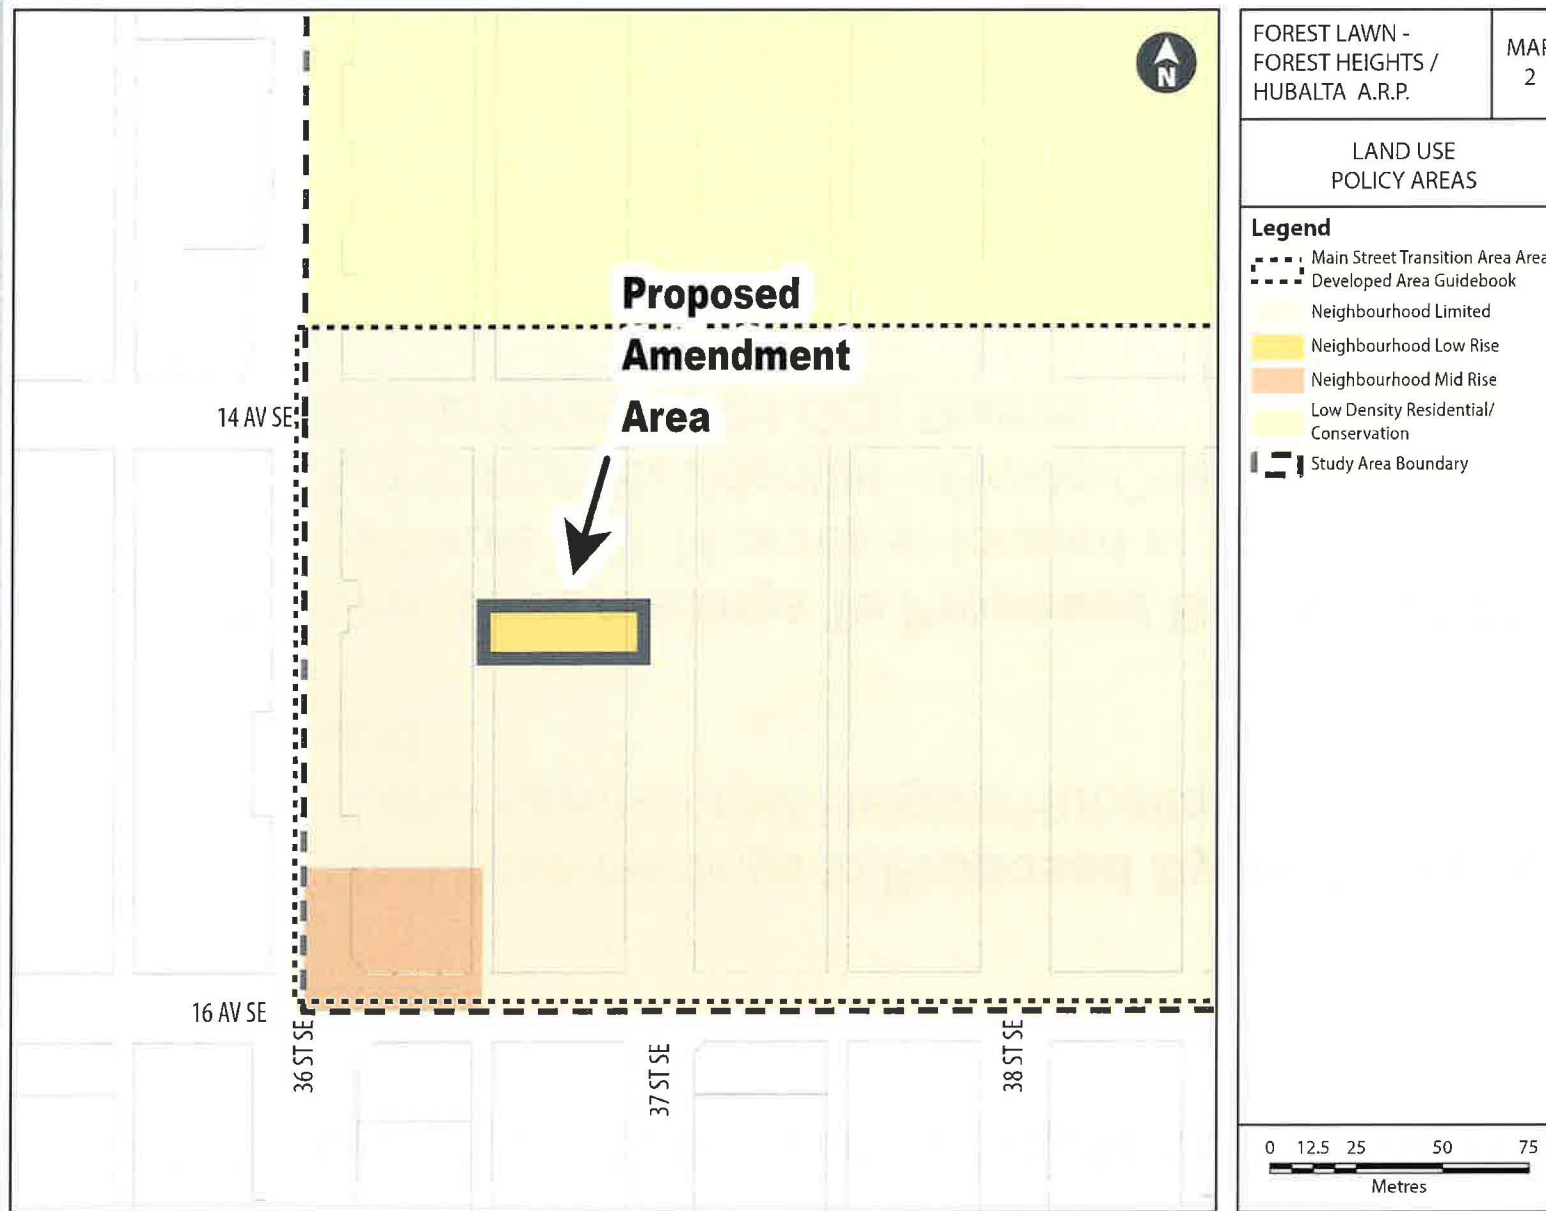 N
Proposed
Amendment
Area
14 AV SE
16 AV SE
36 ST SE
37 ST SE
38 ST SE
FOREST LAWN -
FOREST HEIGHTS /
HUBALTA A.R.P.
2
LAND USE
POLICY AREAS
Legend
Main Street Transition Area Area
Developed Area Guidebook
Neighbourhood Limited
Neighbourhood Low Rise
Neighbourhood Mid Rise
Low Density Residential/
Conservation
Study Area Boundary
0 12.5 25 50 75
Metres